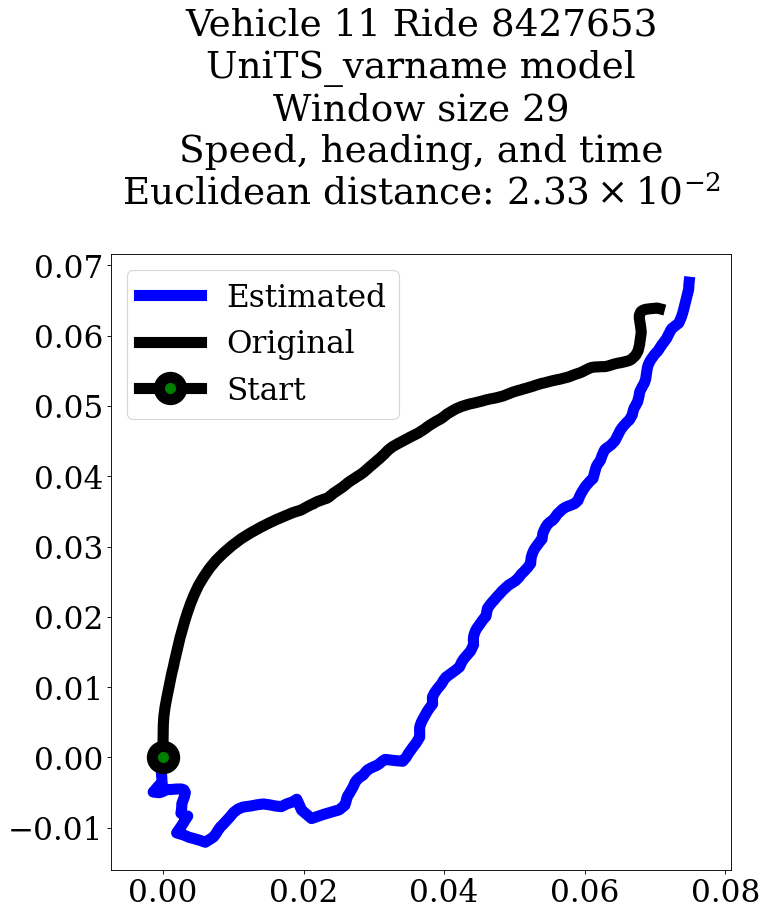 Vehicle 11 Ride 8427653
UniTS_varname model
Window size 29
Speed, heading, and time
Euclidean distance: 2.33 × 10⁻²
0.07
Estimated
0.06
Original
Start
0.05
0.04
0.03
0.02
0.01
0.00
−0.01
0.00 0.02 0.04 0.06 0.08